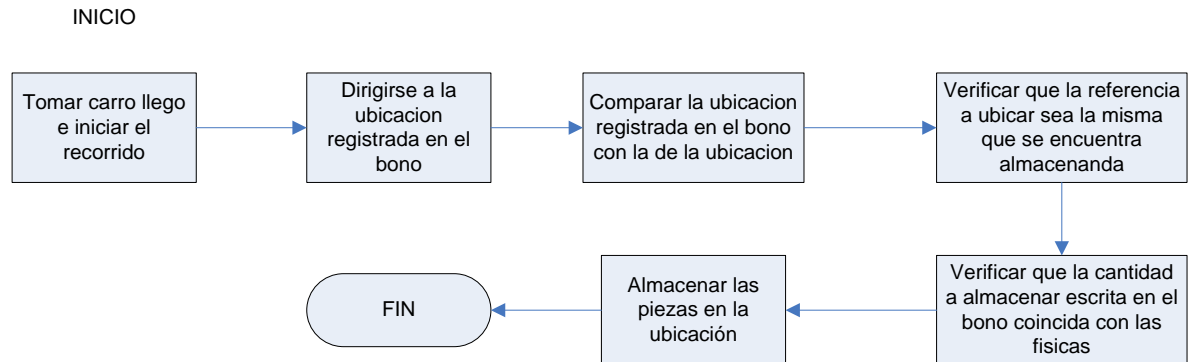 INICIO
Tomar carro llego
e iniciar el
recorrido
Dirigirse a la
ubicacion
registrada en el
bono
Comparar la ubicacion
registrada en el bono
con la de la ubicacion
Verificar que la referencia
a ubicar sea la misma
que se encuentra
almacenanda
Verificar que la cantidad
a almacenar escrita en el
bono coincida con las
fisicas
Almacenar las
piezas en la
ubicación
FIN